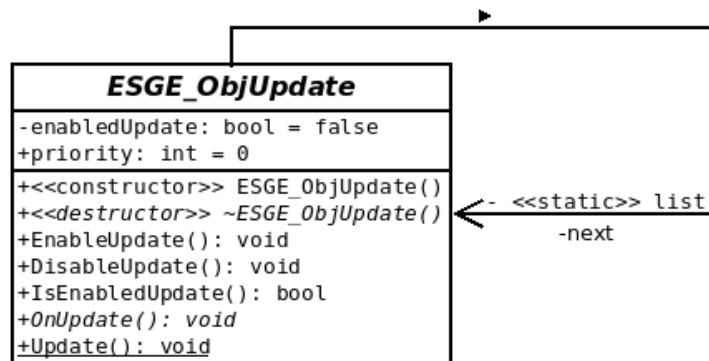 ESGE_ObjUpdate
-enabledUpdate: bool = false
+priority: int = 0
+<<constructor>> ESGE_ObjUpdate()
+<<destructor>> ~ESGE_ObjUpdate()
+EnableUpdate(): void
+DisableUpdate(): void
+IsEnabledUpdate(): bool
+OnUpdate(): void
+Update(): void
- <<static>> list
-next